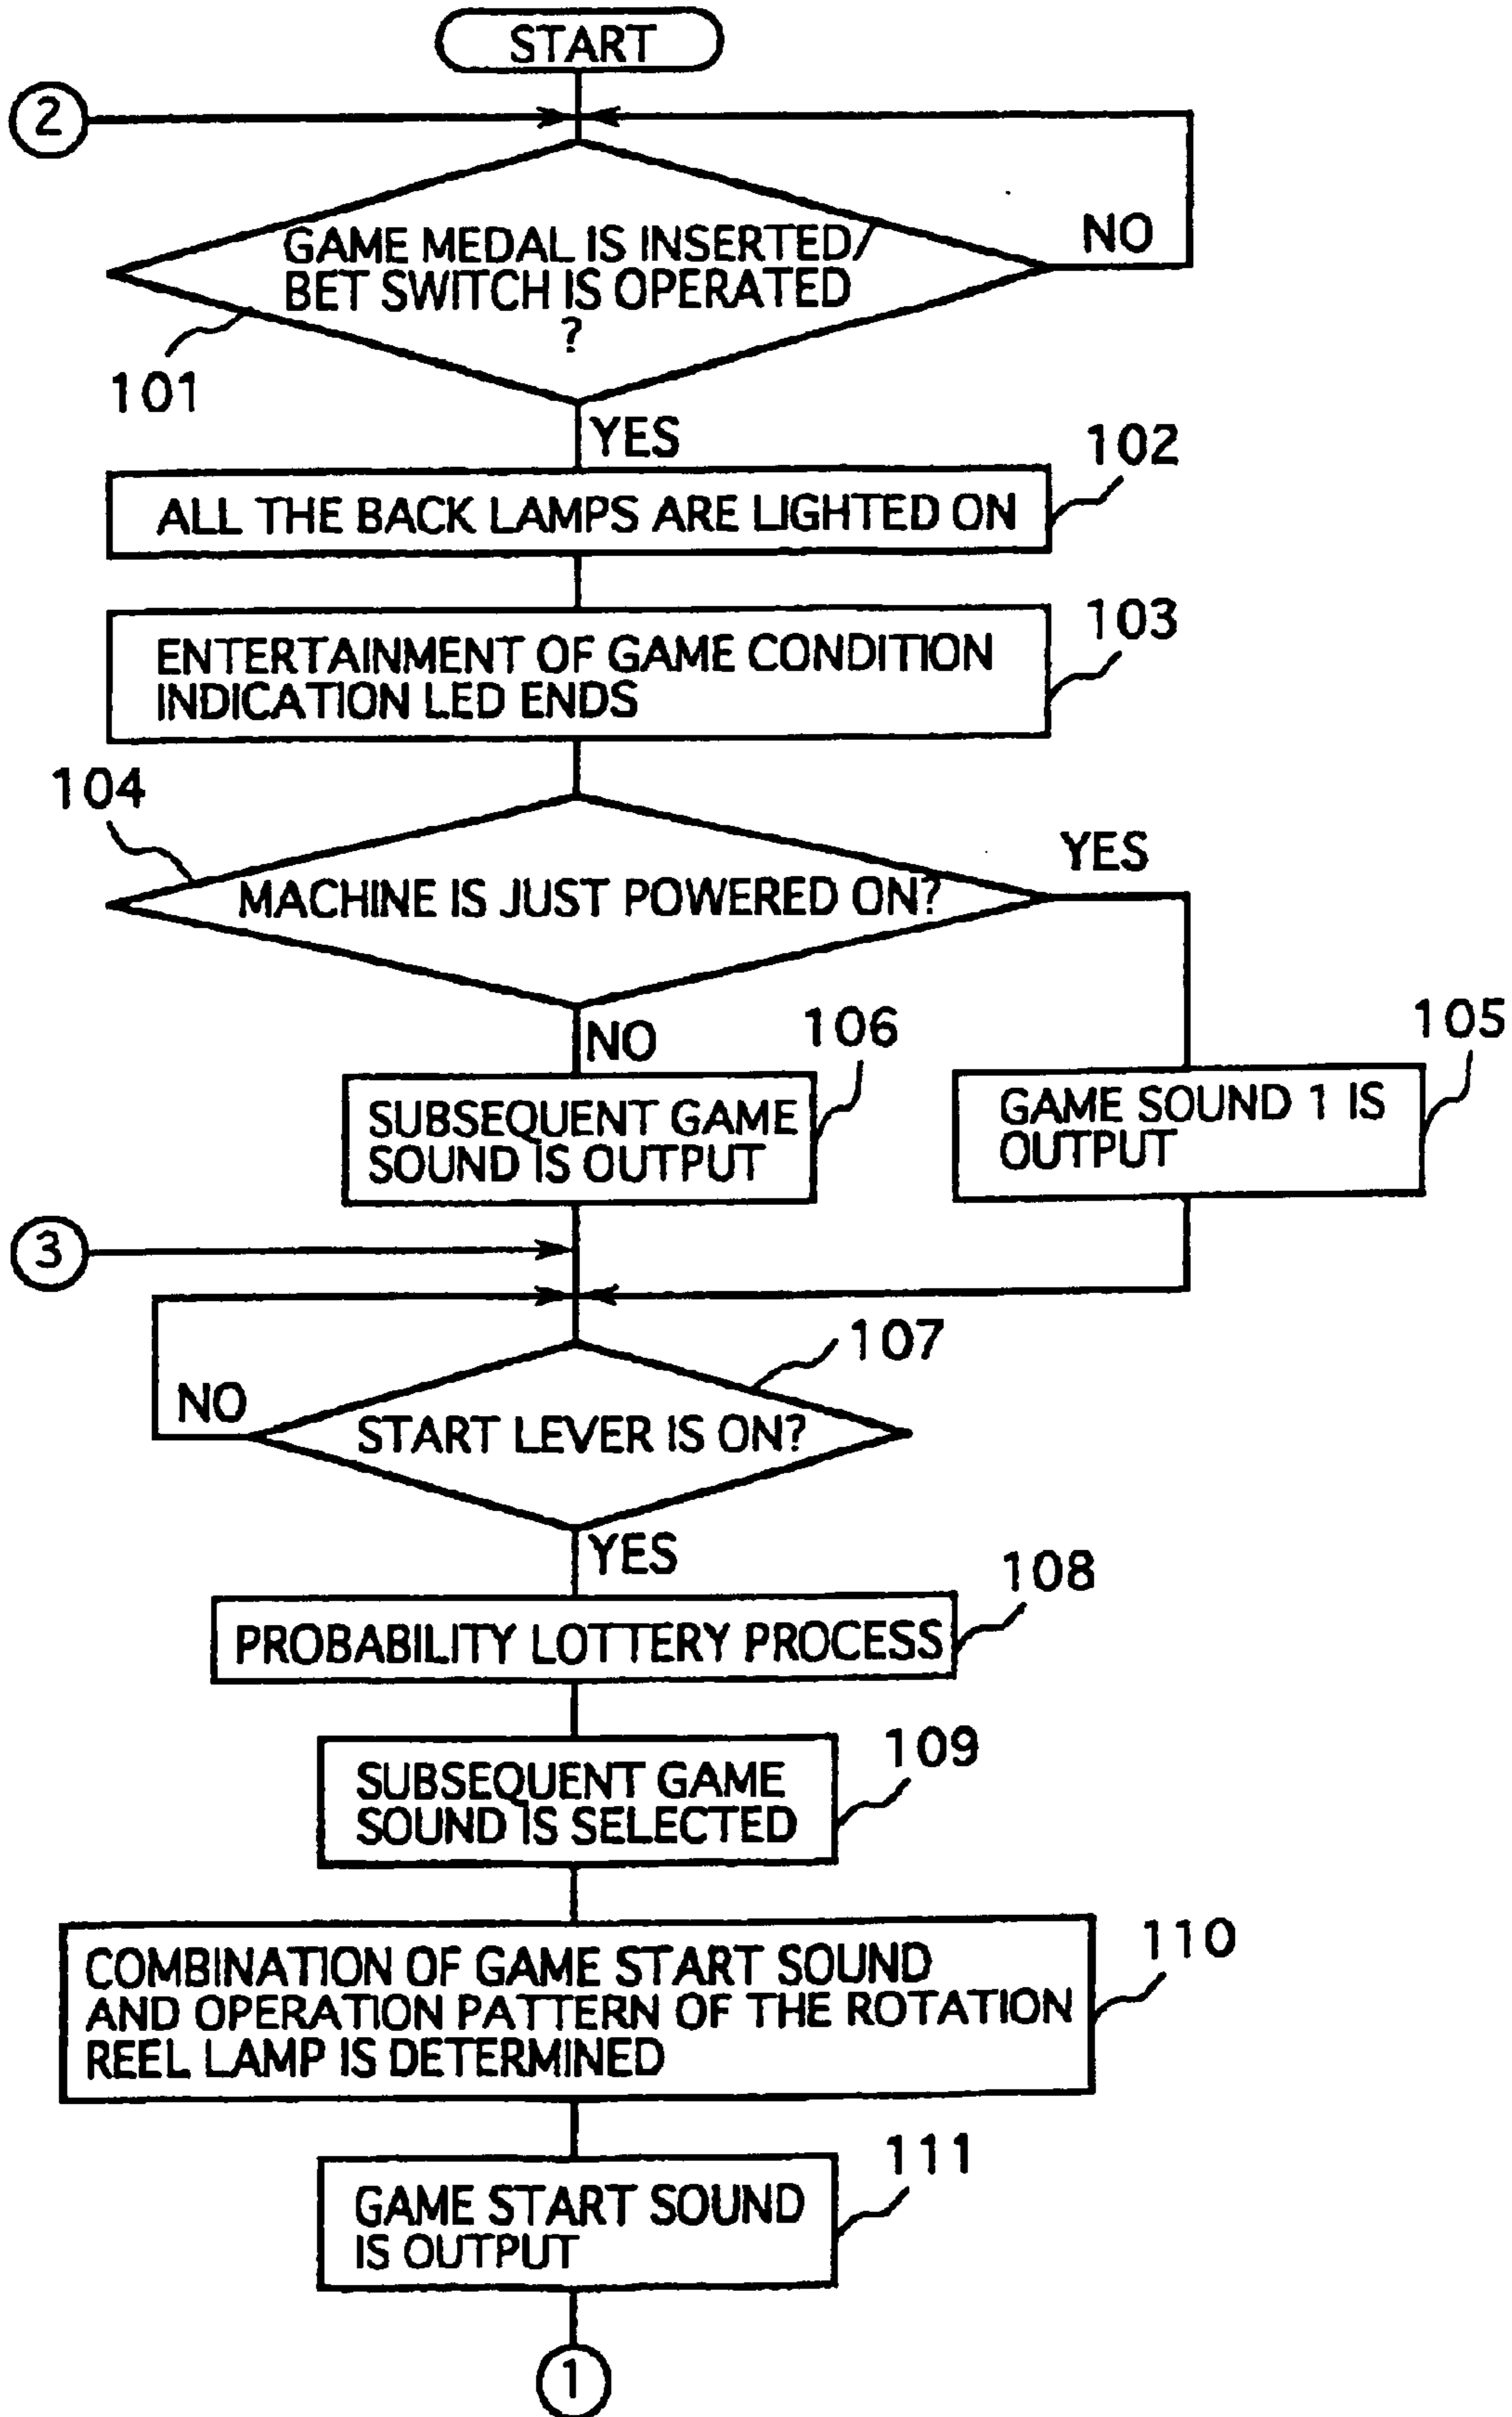 START
2
GAME MEDAL IS INSERTED/
BET SWITCH IS OPERATED
?
NO
101
YES
102
ALL THE BACK LAMPS ARE LIGHTED ON
103
ENTERTAINMENT OF GAME CONDITION
INDICATION LED ENDS
104
YES
MACHINE IS JUST POWERED ON?
NO
106
105
SUBSEQUENT GAME
SOUND IS OUTPUT
GAME SOUND 1 IS
OUTPUT
3
107
NO
START LEVER IS ON?
YES
108
PROBABILITY LOTTERY PROCESS
109
SUBSEQUENT GAME
SOUND IS SELECTED
110
COMBINATION OF GAME START SOUND
AND OPERATION PATTERN OF THE ROTATION
REEL LAMP IS DETERMINED
111
GAME START SOUND
IS OUTPUT
1